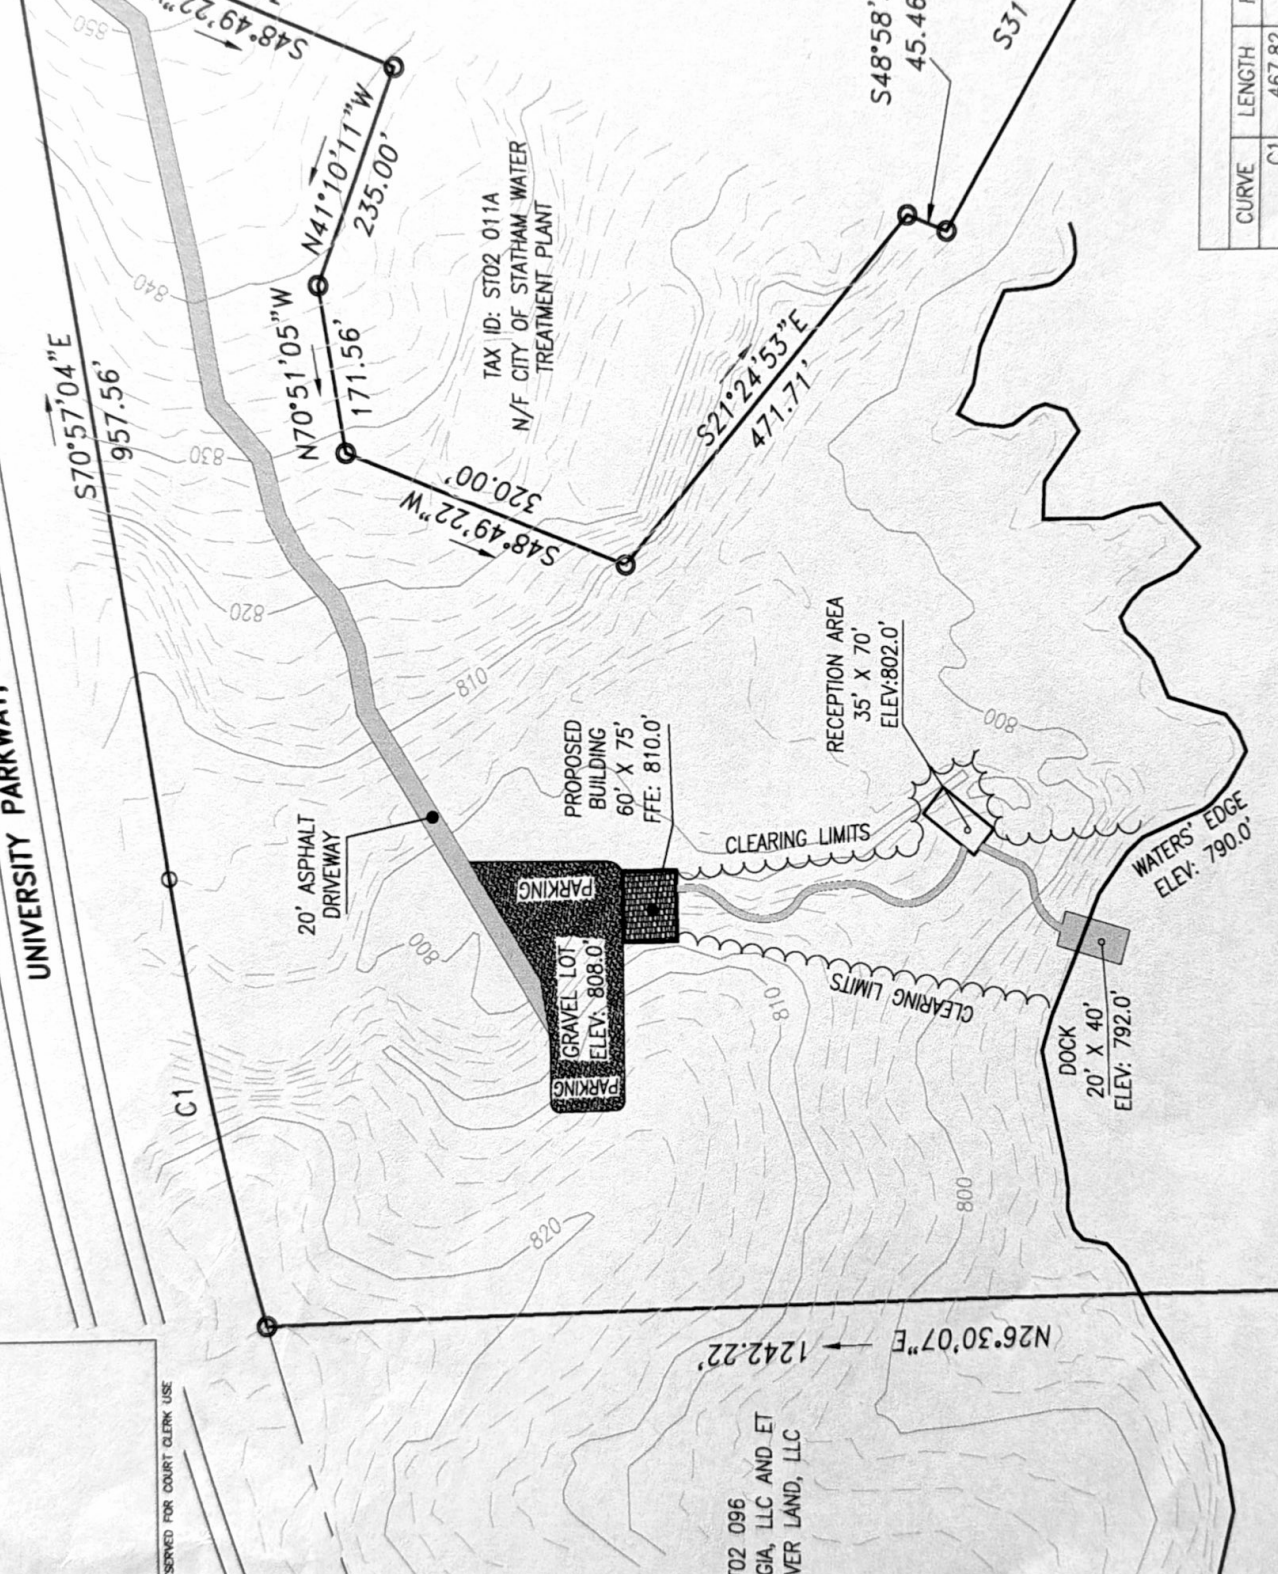 850
S48°49'22"
N41°10'11"W
235.00'
S48°58'
45.46
S31
CURVE LENGTH
C1 467.82
S70°57'04"E
957.56'
840
N70°51'05"W
171.56'
TAX ID: ST02 011A
N/F CITY OF STATHAM WATER
TREATMENT PLANT
830
S48°49'22"W
320.00'
S21°24'53"E
471.71'
820
810
UNIVERSITY PARKWAY
20' ASPHALT
DRIVEWAY
PROPOSED
BUILDING
60' X 75'
FFE: 810.0'
RECEPTION AREA
35' X 70'
ELEV:802.0'
800
CLEARING LIMITS
WATERS' EDGE
ELEV: 790.0'
PARKING
GRAVEL LOT
ELEV: 808.0'
PARKING
800
810
CLEARING LIMITS
DOCK
20' X 40'
ELEV: 792.0'
C1
820
800
N26°30'07"E
1242.22'
SERVED FOR COURT CLERK USE
T02 096
GIA, LLC AND ET
VER LAND, LLC